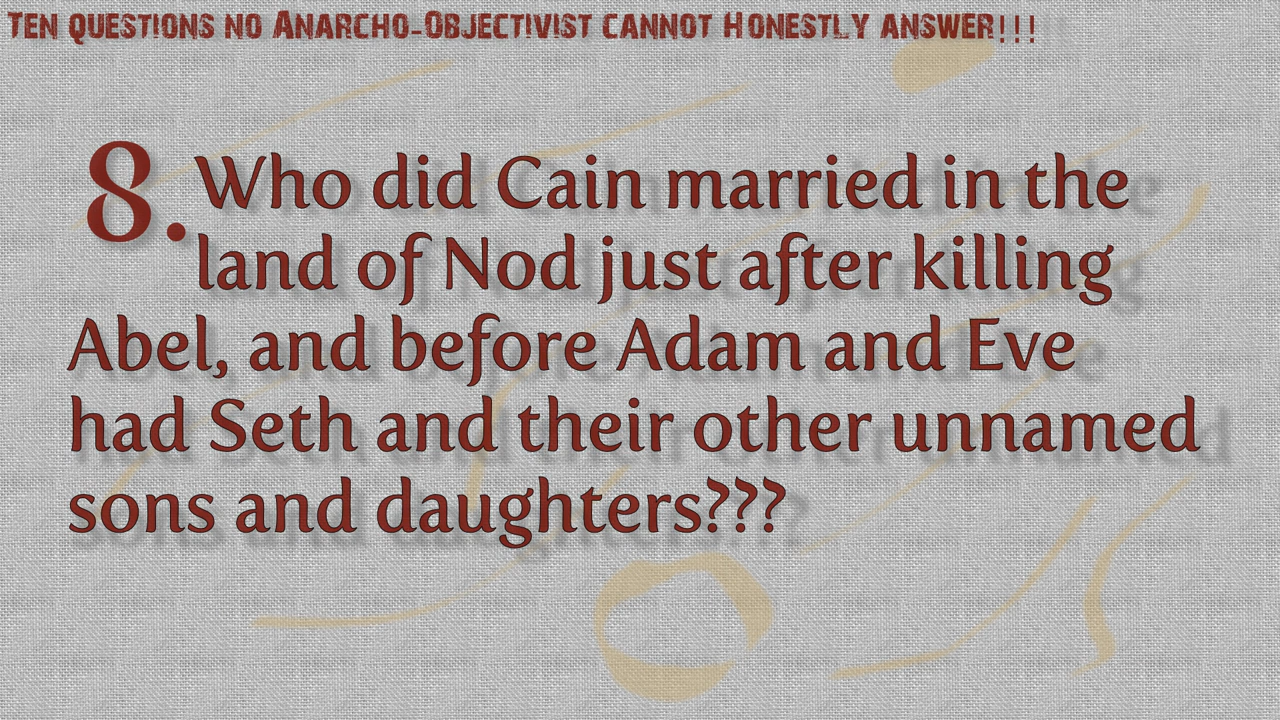 Ten questions no Anarcho-Objectivist cannot Honestly answer!!!
8. Who did Cain married in the
land of Nod just after killing
Abel, and before Adam and Eve
had Seth and their other unnamed
sons and daughters???